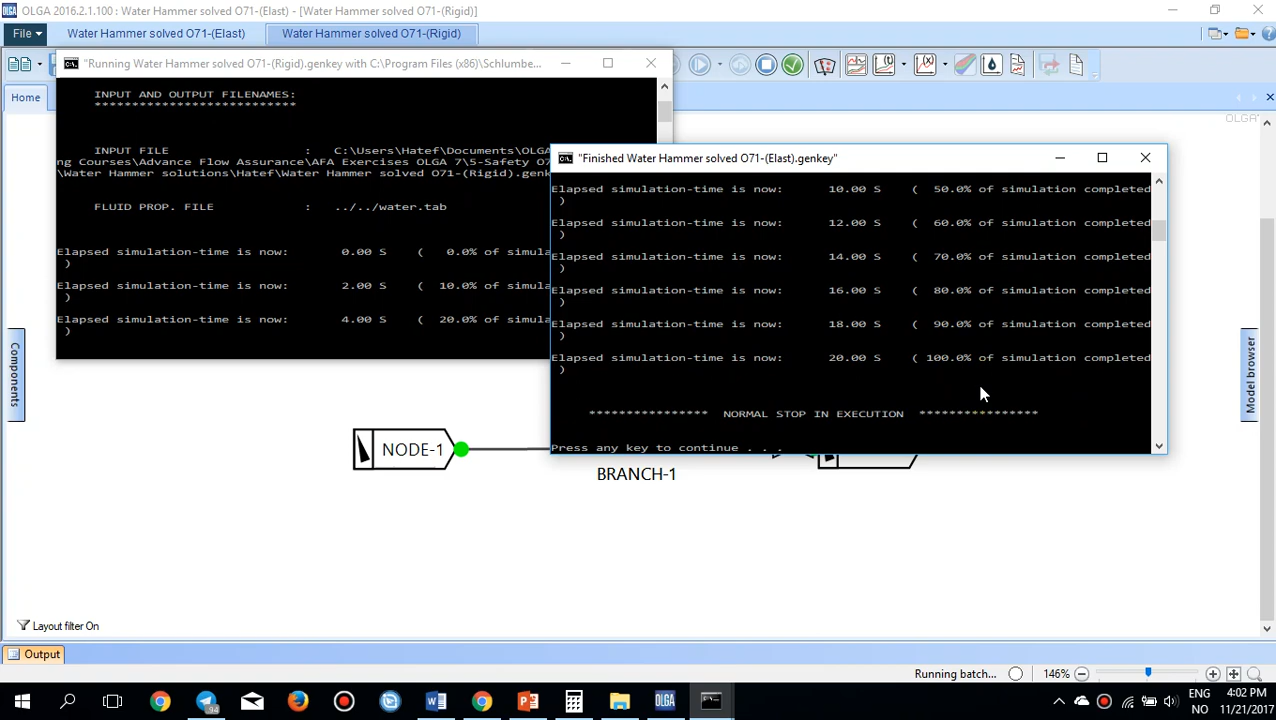 OLGA 2016.2.1.100 : Water Hammer solved O71-(Elast) - [Water Hammer solved O71-(Rigid)]
File
Water Hammer solved O71-(Elast)
Water Hammer solved O71-(Rigid)
Home
OLGA
"Running Water Hammer solved O71-(Rigid).genkey with C:\Program Files (x86)\Schlumbe...
INPUT AND OUTPUT FILENAMES:
***************************
INPUT FILE : C:\Users\Hatef\Documents\OLG
ng Courses\Advance Flow Assurance\AFA Exercises OLGA 7\5-Safety O7
\Water Hammer solutions\Hatef\Water Hammer solved O71-(Rigid).genk
FLUID PROP. FILE : ../../water.tab
Elapsed simulation-time is now: 0.00 S ( 0.0% of simula
)
Elapsed simulation-time is now: 2.00 S ( 10.0% of simula
)
Elapsed simulation-time is now: 4.00 S ( 20.0% of simula
)
"Finished Water Hammer solved O71-(Elast).genkey"
Elapsed simulation-time is now: 10.00 S ( 50.0% of simulation completed
)
Elapsed simulation-time is now: 12.00 S ( 60.0% of simulation completed
)
Elapsed simulation-time is now: 14.00 S ( 70.0% of simulation completed
)
Elapsed simulation-time is now: 16.00 S ( 80.0% of simulation completed
)
Elapsed simulation-time is now: 18.00 S ( 90.0% of simulation completed
)
Elapsed simulation-time is now: 20.00 S ( 100.0% of simulation completed
)
**************** NORMAL STOP IN EXECUTION ****************
Press any key to continue . . .
Components
Model browser
NODE-1
BRANCH-1
Layout filter On
Output
Running batch...
146%
94
ENG
NO
4:02 PM
11/21/2017